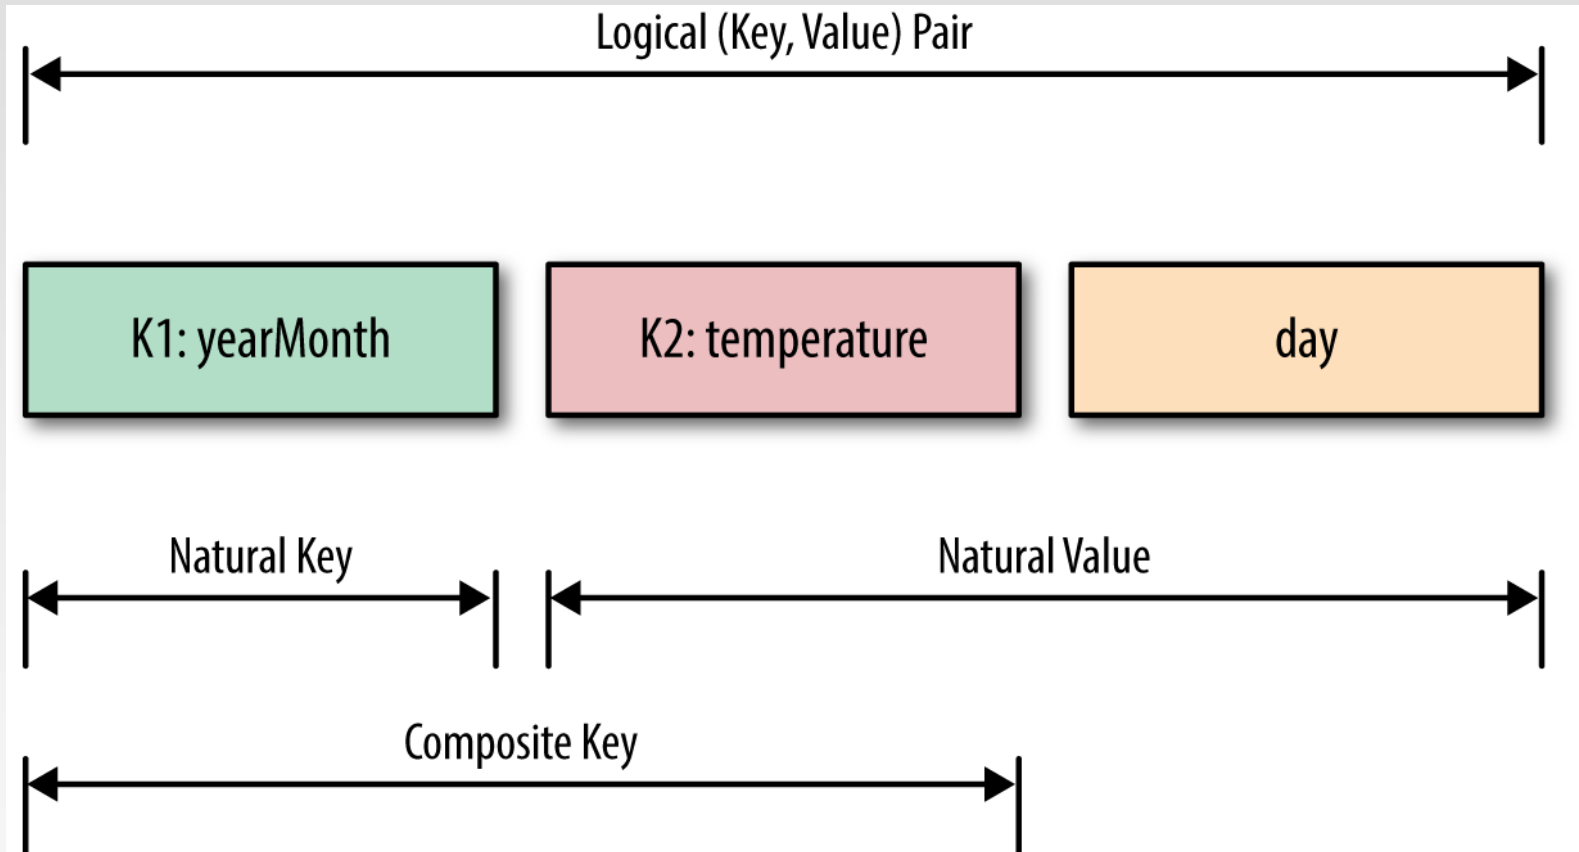 Logical (Key, Value) Pair
K1: yearMonth
K2: temperature
day
Natural Key
Natural Value
Composite Key